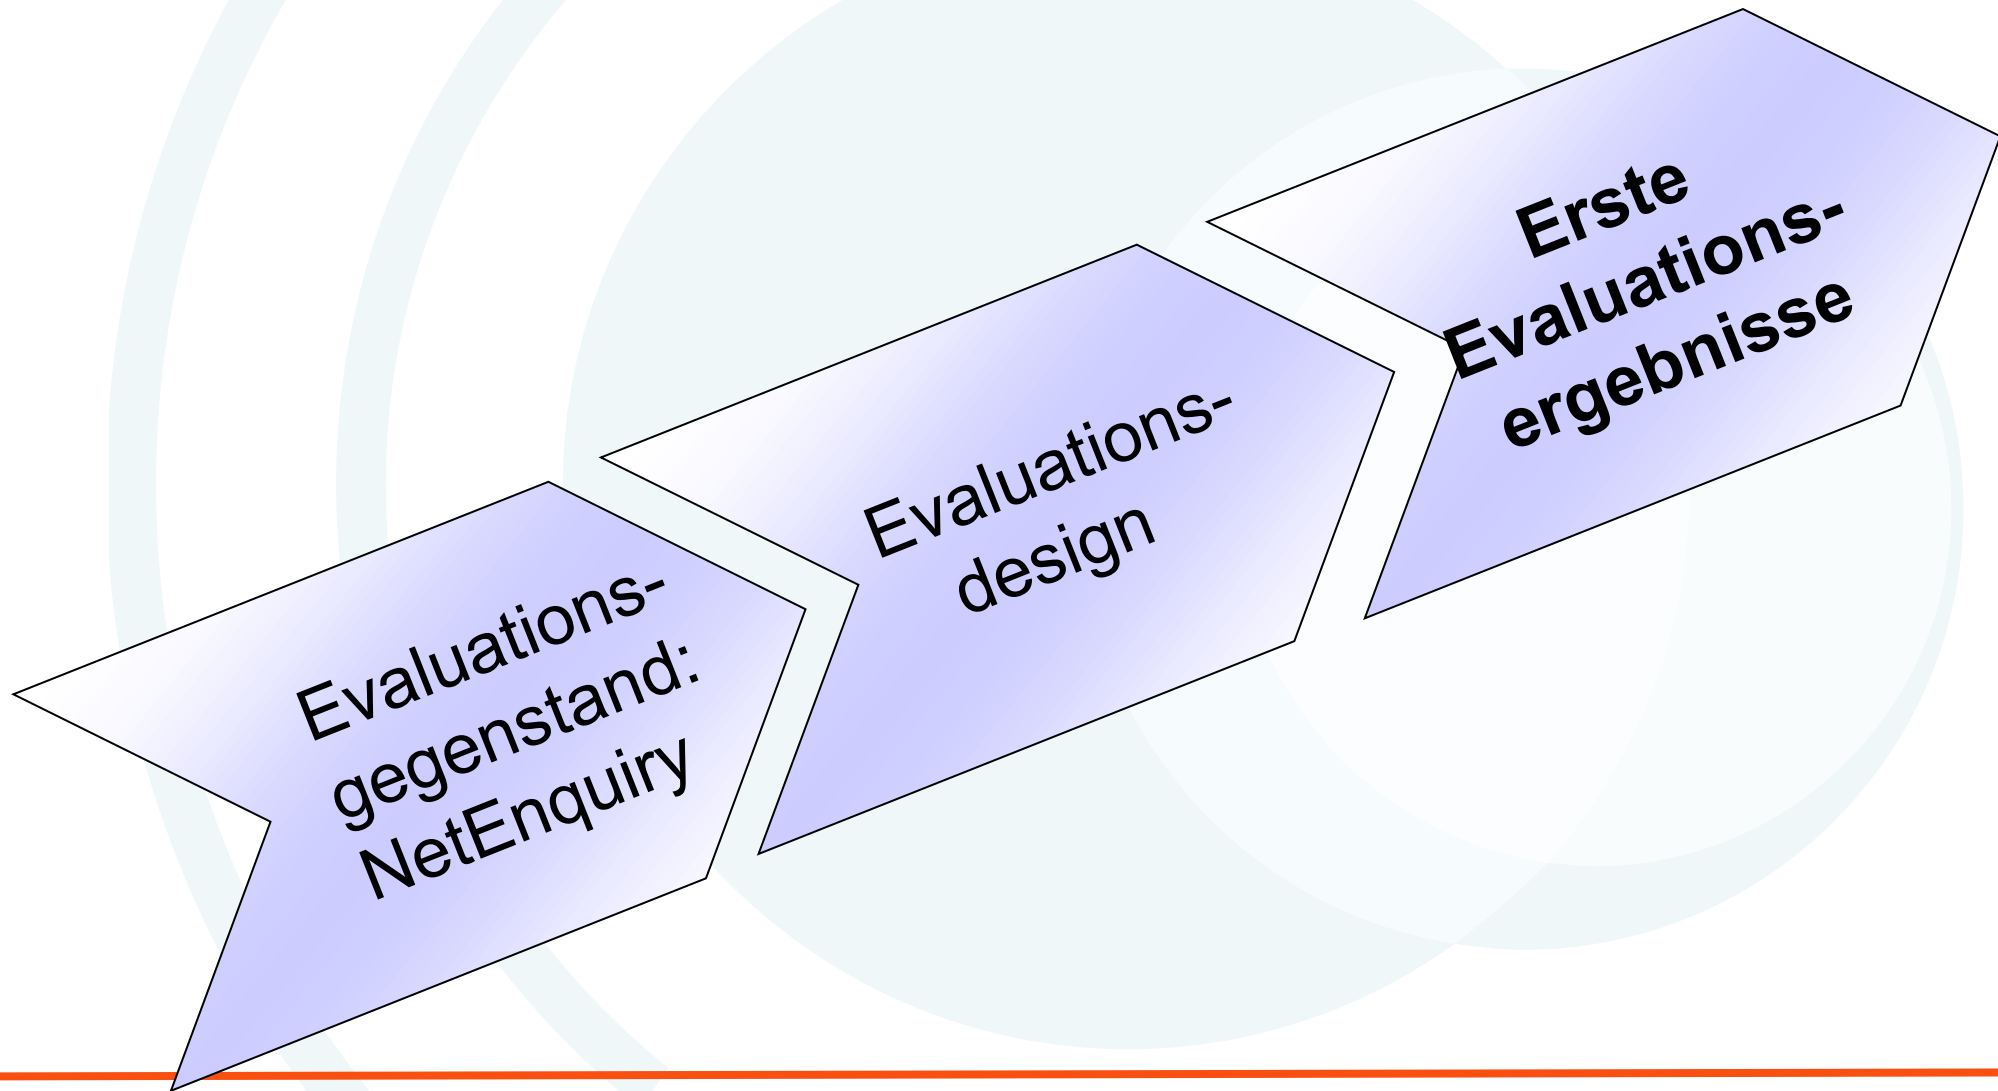 Evaluations-
gegenstand:
NetEnquiry
Evaluations-
design
Erste
Evaluations-
ergebnisse